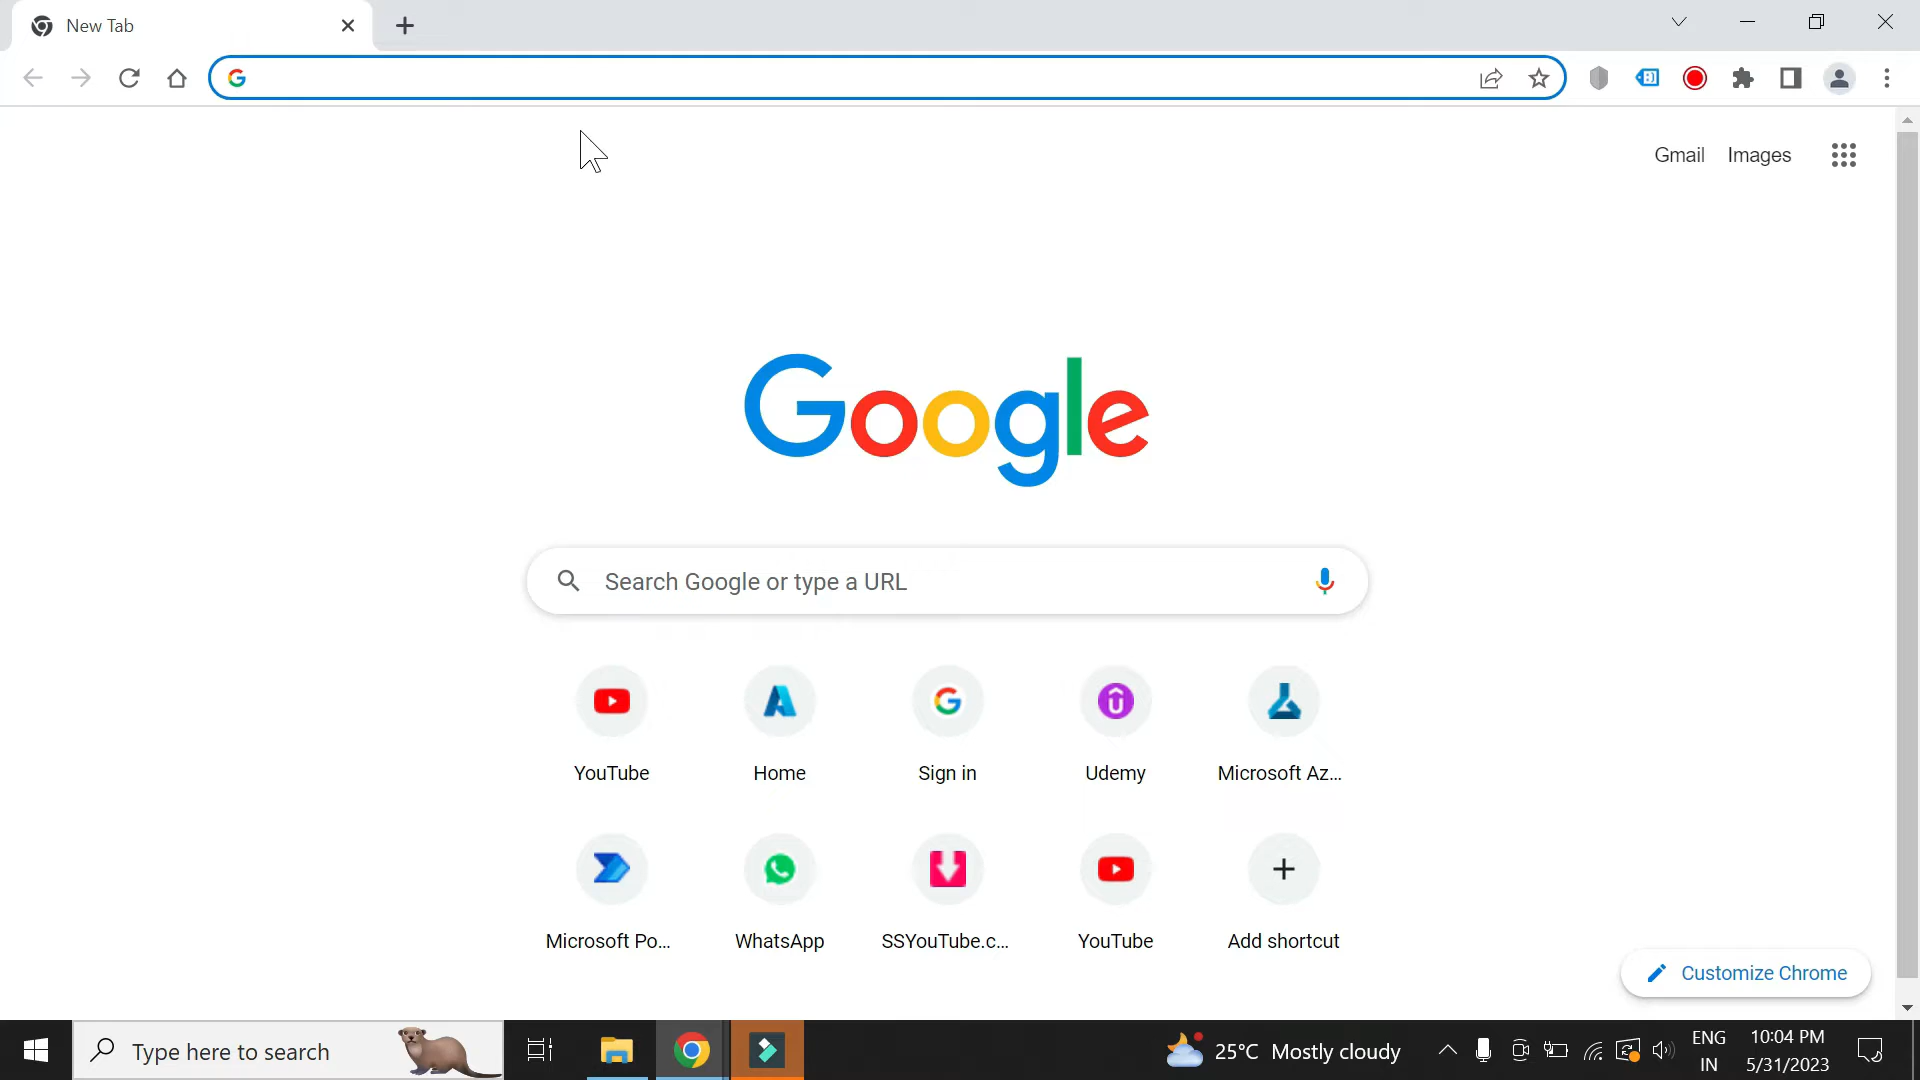 New Tab
Gmail Images
Google
Search Google or type a URL
YouTube Home Sign in Udemy Microsoft Az...
Microsoft Po... WhatsApp SSYouTube.c... YouTube Add shortcut
Customize Chrome
Type here to search
25°C Mostly cloudy
ENG
IN
10:04 PM
5/31/2023